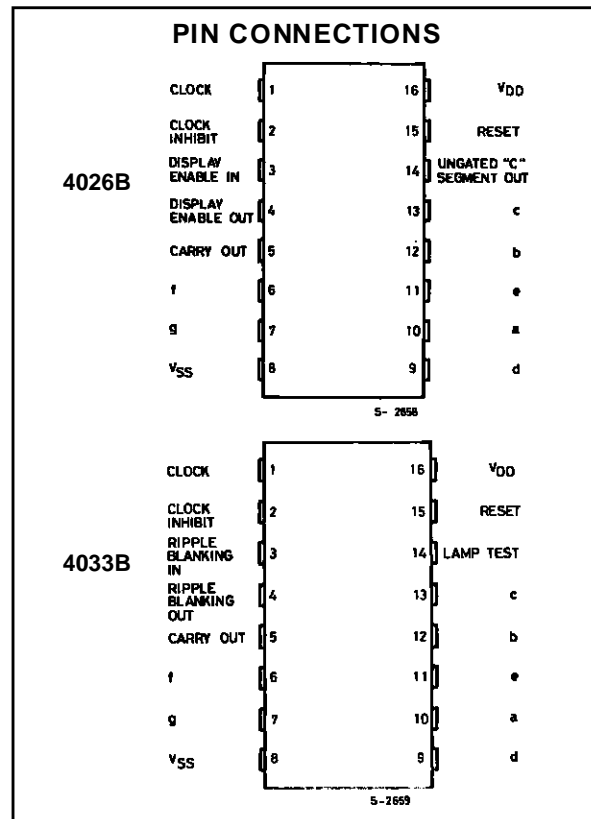 PIN CONNECTIONS
4026B
CLOCK 1 16 VDD
CLOCK INHIBIT 2 15 RESET
DISPLAY ENABLE IN 3 14 UNGATED "C" SEGMENT OUT
DISPLAY ENABLE OUT 4 13 c
CARRY OUT 5 12 b
f 6 11 e
g 7 10 a
VSS 8 9 d
S- 2658
4033B
CLOCK 1 16 VDD
CLOCK INHIBIT 2 15 RESET
RIPPLE BLANKING IN 3 14 LAMP TEST
RIPPLE BLANKING OUT 4 13 c
CARRY OUT 5 12 b
f 6 11 e
g 7 10 a
VSS 8 9 d
S-2659